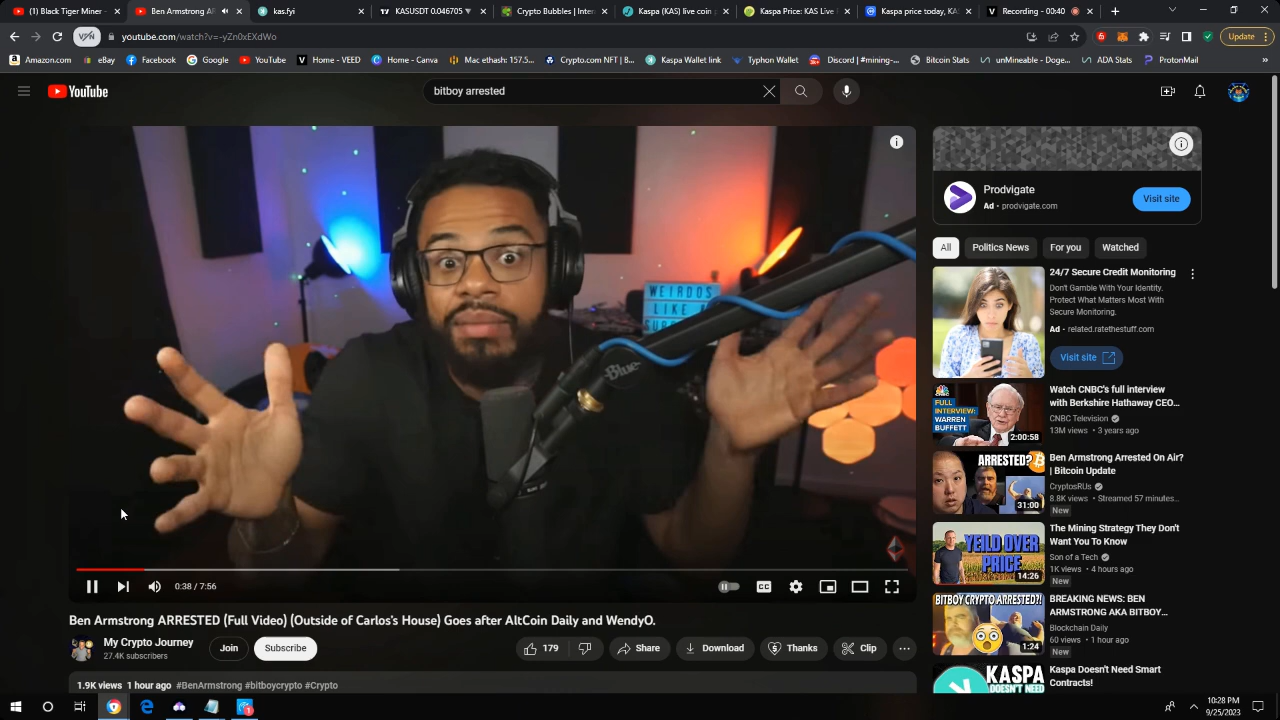 (1) Black Tiger Miner -
Ben Armstrong AR
kas.fyi
KASUSDT 0.046705
Crypto Bubbles | Inter
Kaspa (KAS) live coin p
Kaspa Price: KAS Live
Kaspa price today, KAS
Recording - 00:40
VPN
youtube.com/watch?v=-yZn0xEXdWo
Update
Amazon.com
eBay
Facebook
Google
YouTube
Home - VEED
Home - Canva
Mac ethash: 157.5...
Crypto.com NFT | B...
Kaspa Wallet link
Typhon Wallet
Discord | #mining-...
Bitcoin Stats
unMineable - Doge...
ADA Stats
ProtonMail
»
YouTube
bitboy arrested
WEIRDOS
LIKE
Blue
0:38 / 7:56
CC
Ben Armstrong ARRESTED (Full Video) (Outside of Carlos's House) Goes after AltCoin Daily and WendyO.
My Crypto Journey
27.4K subscribers
Join
Subscribe
179
Share
Download
Thanks
Clip
1.9K views 1 hour ago #BenArmstrong #bitboycrypto #Crypto
Prodvigate
Ad • prodvigate.com
Visit site
All
Politics News
For you
Watched
24/7 Secure Credit Monitoring
Don't Gamble With Your Identity.
Protect What Matters Most With
Secure Monitoring.
Ad • related.ratethestuff.com
Visit site
FULL
INTERVIEW:
WARREN
BUFFETT
2:00:58
Watch CNBC's full interview
with Berkshire Hathaway CEO...
CNBC Television
13M views • 3 years ago
ARRESTED?
31:00
Ben Armstrong Arrested On Air?
| Bitcoin Update
CryptosRUs
8.8K views • Streamed 57 minutes...
New
YEILD OVER
PRICE
14:26
The Mining Strategy They Don't
Want You To Know
Son of a Tech
1K views • 4 hours ago
New
BITBOY CRYPTO ARRESTED?!
1:24
BREAKING NEWS: BEN
ARMSTRONG AKA BITBOY...
Blockchain Daily
60 views • 1 hour ago
New
KASPA
DOESN'T NEED
Kaspa Doesn't Need Smart
Contracts!
10:28 PM
9/25/2023